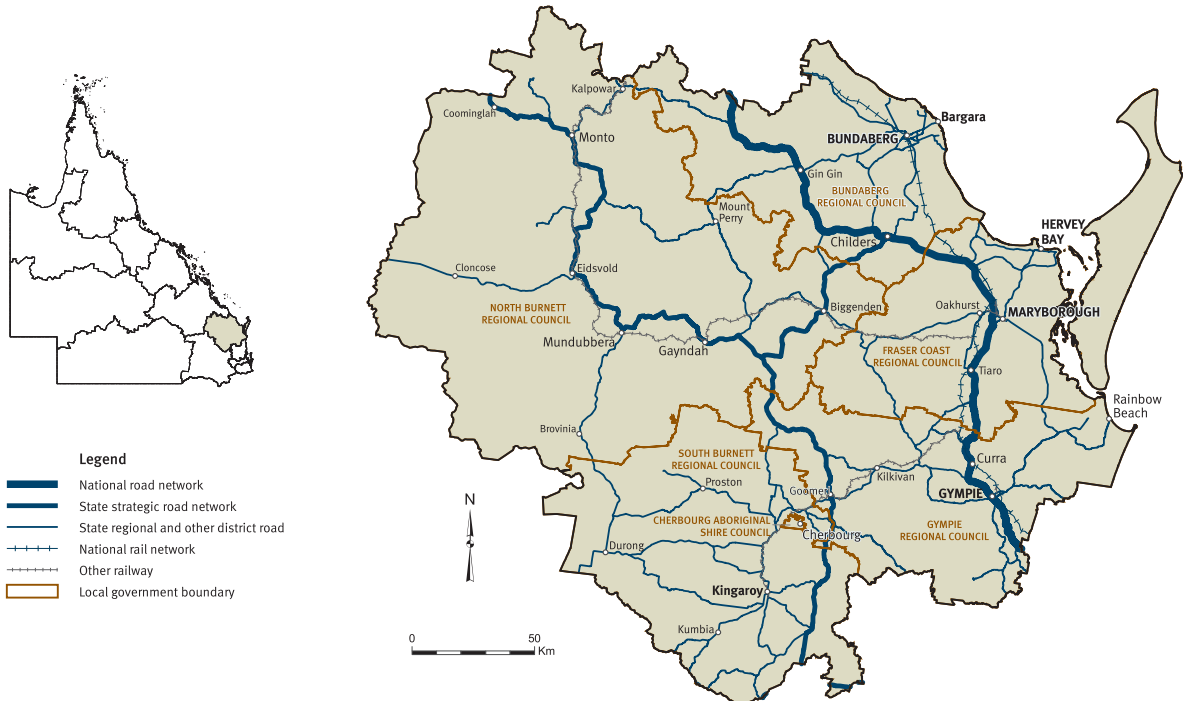 Kalpowar
Coominglah
Monto
Bargara
BUNDABERG
Gin Gin
BUNDABERG
REGIONAL COUNCIL
Mount
Perry
HERVEY
BAY
Childers
Cloncose
Eidsvold
NORTH BURNETT
REGIONAL COUNCIL
Biggenden
Oakhurst
MARYBOROUGH
Mundubbera
Gayndah
FRASER COAST
REGIONAL COUNCIL
Tiaro
Rainbow
Beach
Brovinia
SOUTH BURNETT
REGIONAL COUNCIL
Curra
Kilkivan
Proston
Goomeri
GYMPIE
CHERBOURG ABORIGINAL
SHIRE COUNCIL
Cherbourg
GYMPIE
REGIONAL COUNCIL
Durong
Kingaroy
Kumbia
N
0 50
Km
Legend
National road network
State strategic road network
State regional and other district road
National rail network
Other railway
Local government boundary